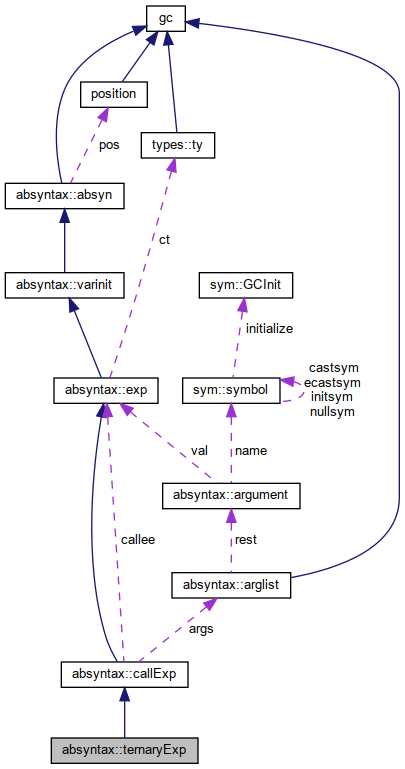 gc
position
pos
types::ty
absyntax::absyn
ct
absyntax::varinit
sym::GCInit
initialize
castsym
ecastsym
initsym
nullsym
absyntax::exp
sym::symbol
val
name
absyntax::argument
callee
rest
absyntax::arglist
args
absyntax::callExp
absyntax::ternaryExp